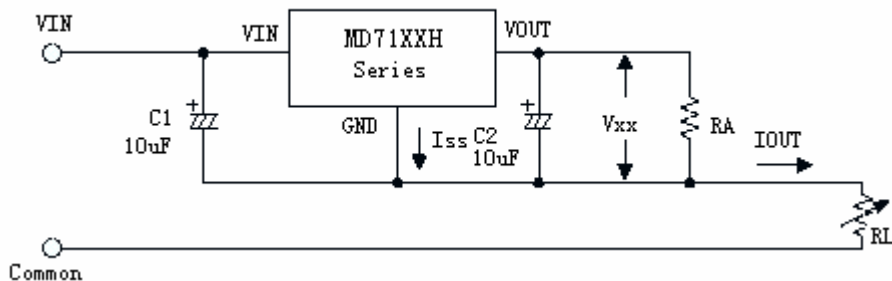 VIN
VIN
MD71XXH
Series
VOUT
C1
10uF
GND
Iss
C2
10uF
Vxx
RA
IOUT
RL
Common